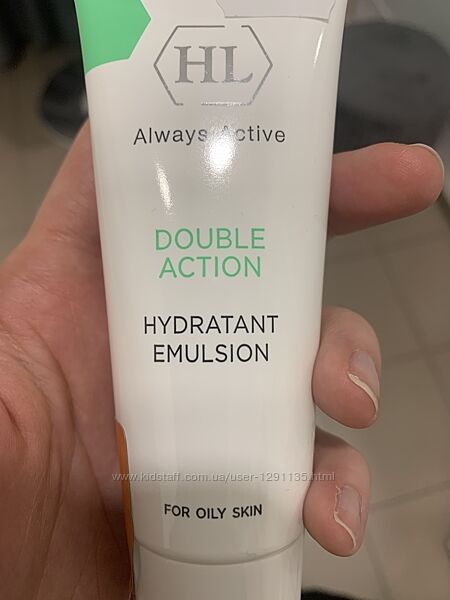 HL
Always Active
DOUBLE
ACTION
HYDRATANT
EMULSION
www.kidstaff.com.ua/user-1291135.html
FOR OILY SKIN